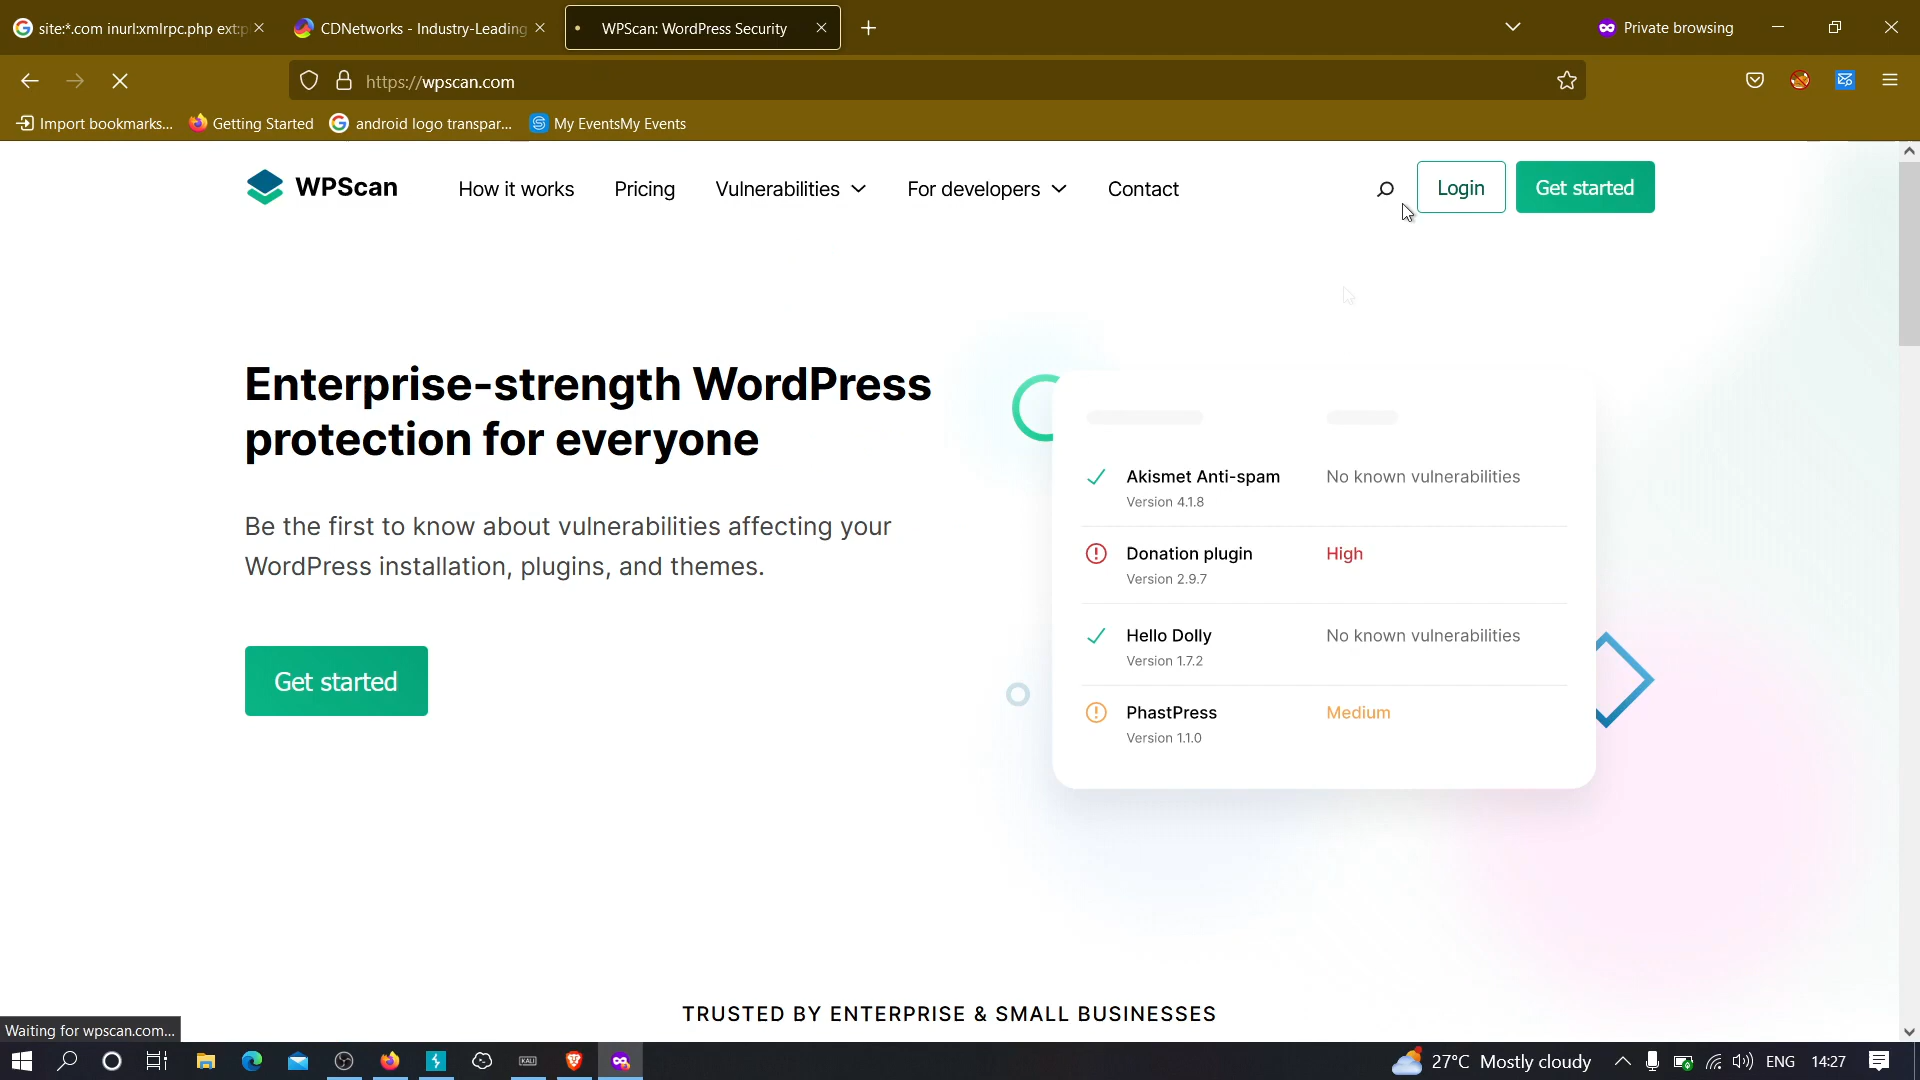 site:*.com inurl:xmlrpc.php ext:p
CDNetworks - Industry-Leading
WPScan: WordPress Security
Private browsing
https://wpscan.com
Import bookmarks...
Getting Started
android logo transpar...
My EventsMy Events
WPScan
How it works
Pricing
Vulnerabilities
For developers
Contact
Login
Get started
Enterprise-strength WordPress
protection for everyone
Be the first to know about vulnerabilities affecting your
WordPress installation, plugins, and themes.
Get started
Akismet Anti-spam
No known vulnerabilities
Version 4.1.8
Donation plugin
High
Version 2.9.7
Hello Dolly
No known vulnerabilities
Version 1.7.2
PhastPress
Medium
Version 1.1.0
TRUSTED BY ENTERPRISE & SMALL BUSINESSES
Waiting for wpscan.com...
KALI
27°C Mostly cloudy
ENG
14:27